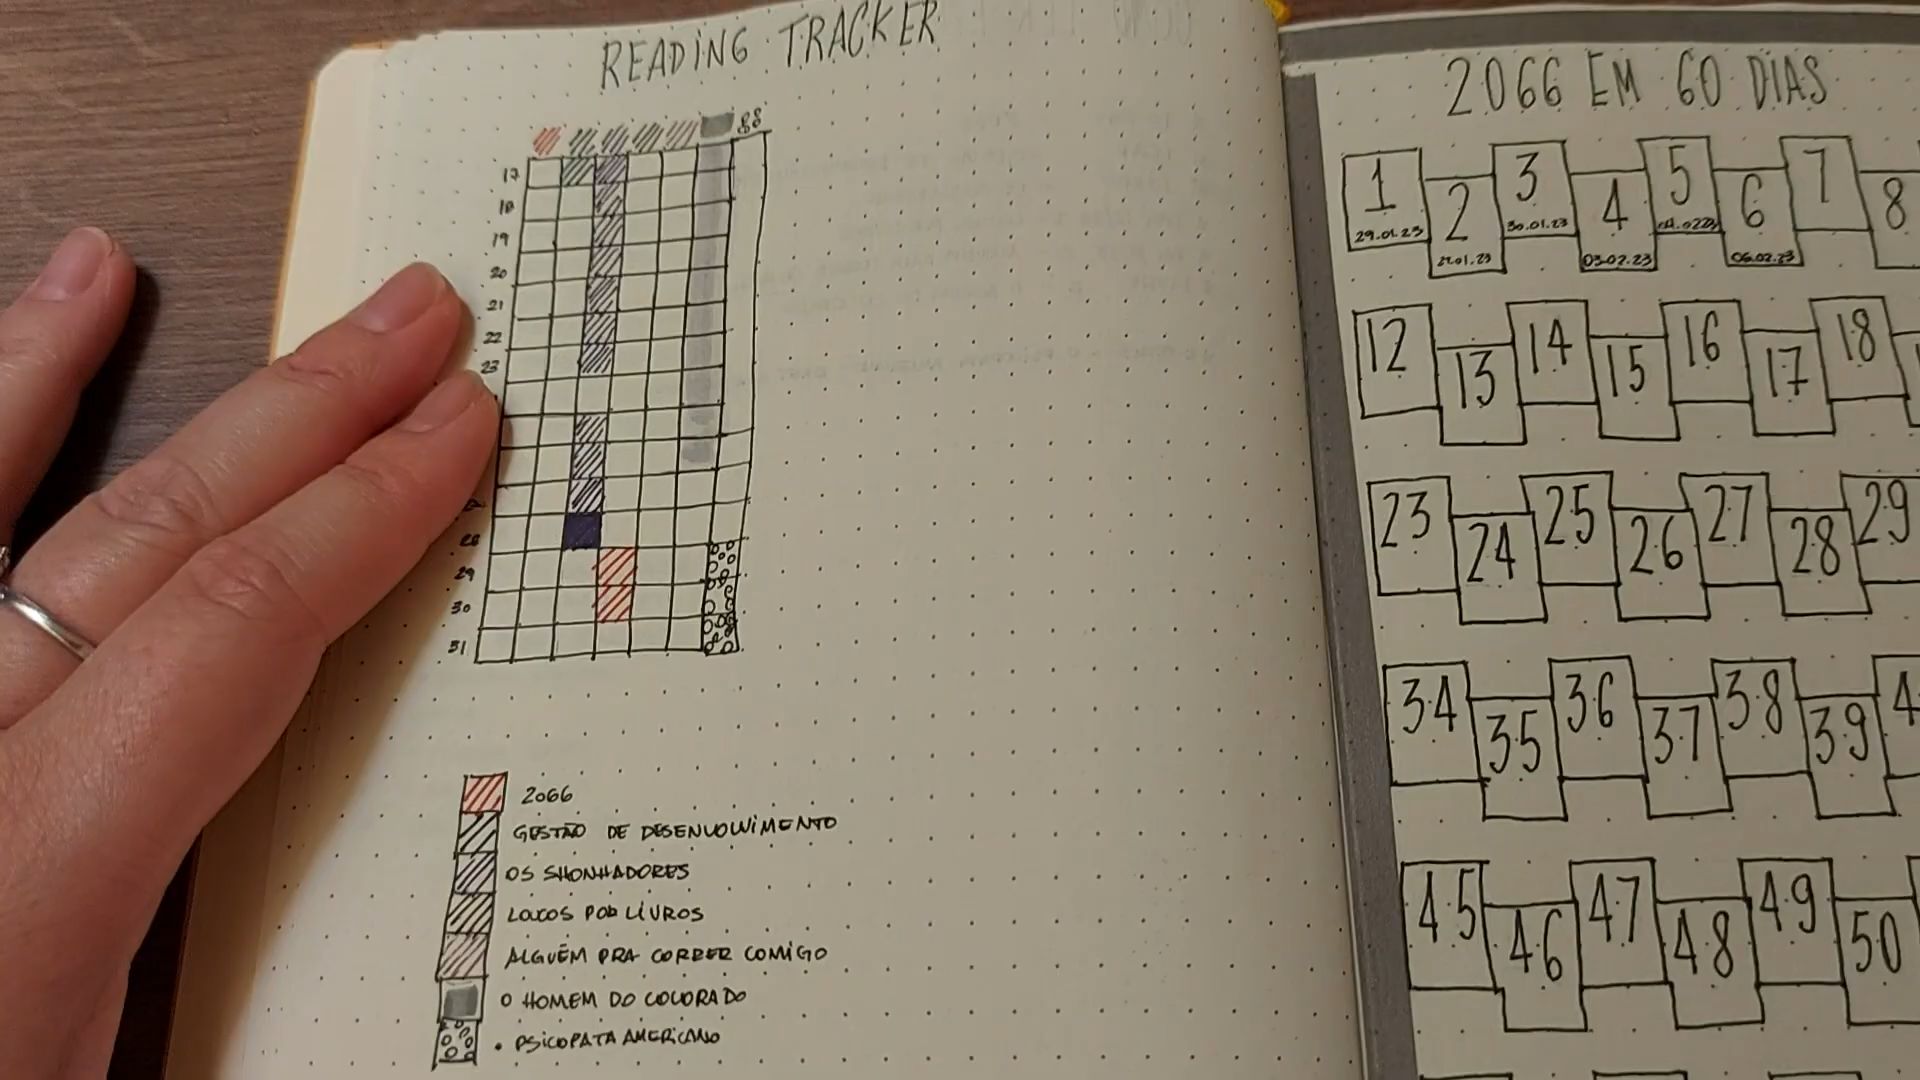 READING TRACKER
17
18
19
20
21
22
23
28
29
30
31
2066
GESTÃO DE DESENVOLVIMENTO
OS SHONHADORES
LOUCOS POR LIVROS
ALGUÉM PRA CORRER COMIGO
O HOMEM DO COLORADO
• PSICOPATA AMERICANO
2066 EM 60 DIAS
1 2 3 4 5 6 7 8
29.01.23 30.01.23 03.02.23 06.02.23
12 13 14 15 16 17 18
23 24 25 26 27 28 29
34 35 36 37 38 39
45 46 47 48 49 50